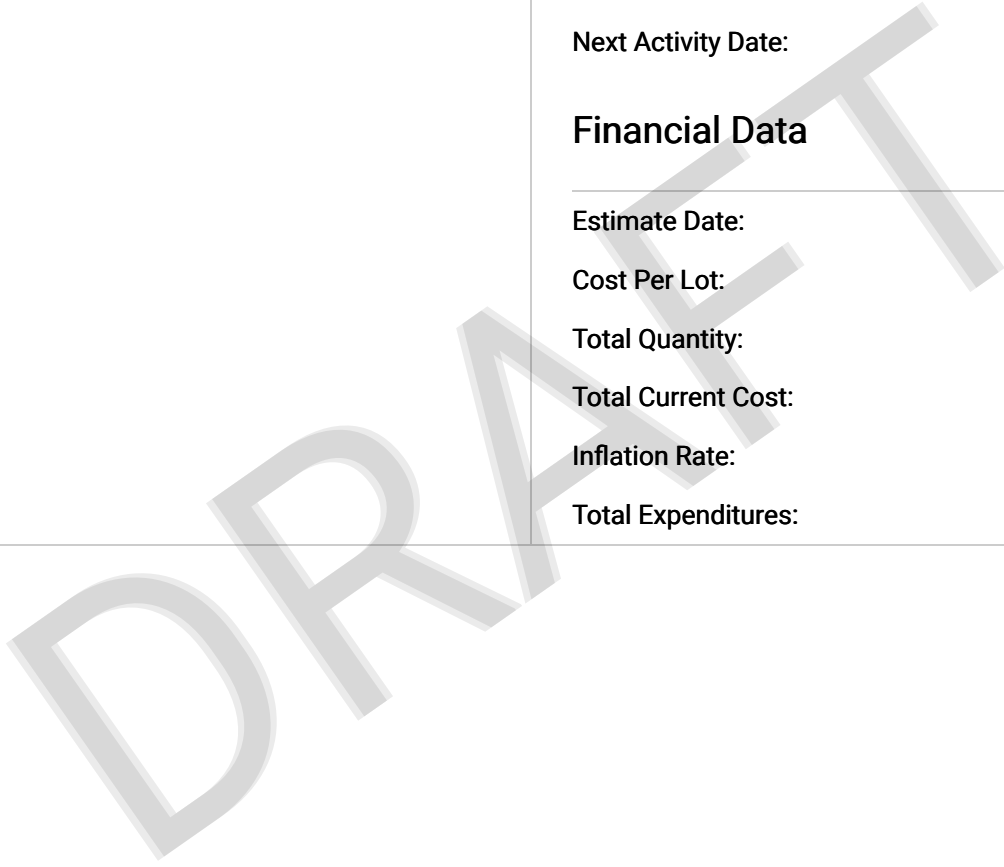 Next Activity Date:
Financial Data
Estimate Date:
Cost Per Lot:
Total Quantity:
Total Current Cost:
Inflation Rate:
Total Expenditures:
DRAFT